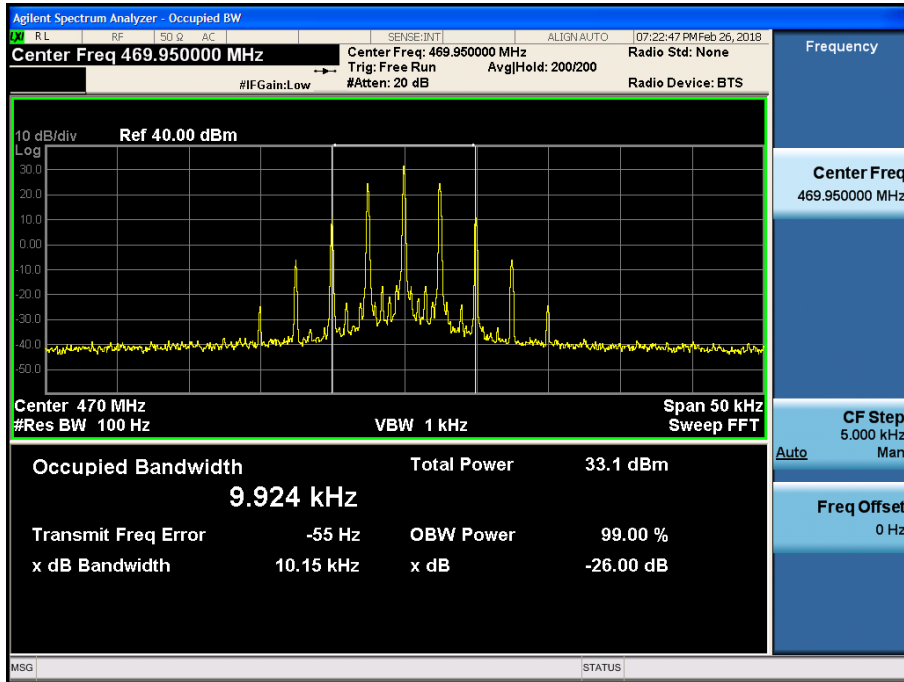 Agilent Spectrum Analyzer - Occupied BW
LXI RL RF 50 Ω AC SENSE:INT ALIGN AUTO 07:22:47 PM Feb 26, 2018
Center Freq 469.950000 MHz
Center Freq: 469.950000 MHz
Radio Std: None
Trig: Free Run Avg|Hold: 200/200
#IFGain:Low #Atten: 20 dB Radio Device: BTS
10 dB/div Ref 40.00 dBm
Log
30.0
20.0
10.0
0.00
-10.0
-20.0
-30.0
-40.0
-50.0
Center 470 MHz Span 50 kHz
#Res BW 100 Hz VBW 1 kHz Sweep FFT
Occupied Bandwidth Total Power 33.1 dBm
9.924 kHz
Transmit Freq Error -55 Hz OBW Power 99.00 %
x dB Bandwidth 10.15 kHz x dB -26.00 dB
MSG STATUS
Frequency
Center Freq
469.950000 MHz
CF Step
5.000 kHz
Auto Man
Freq Offset
0 Hz